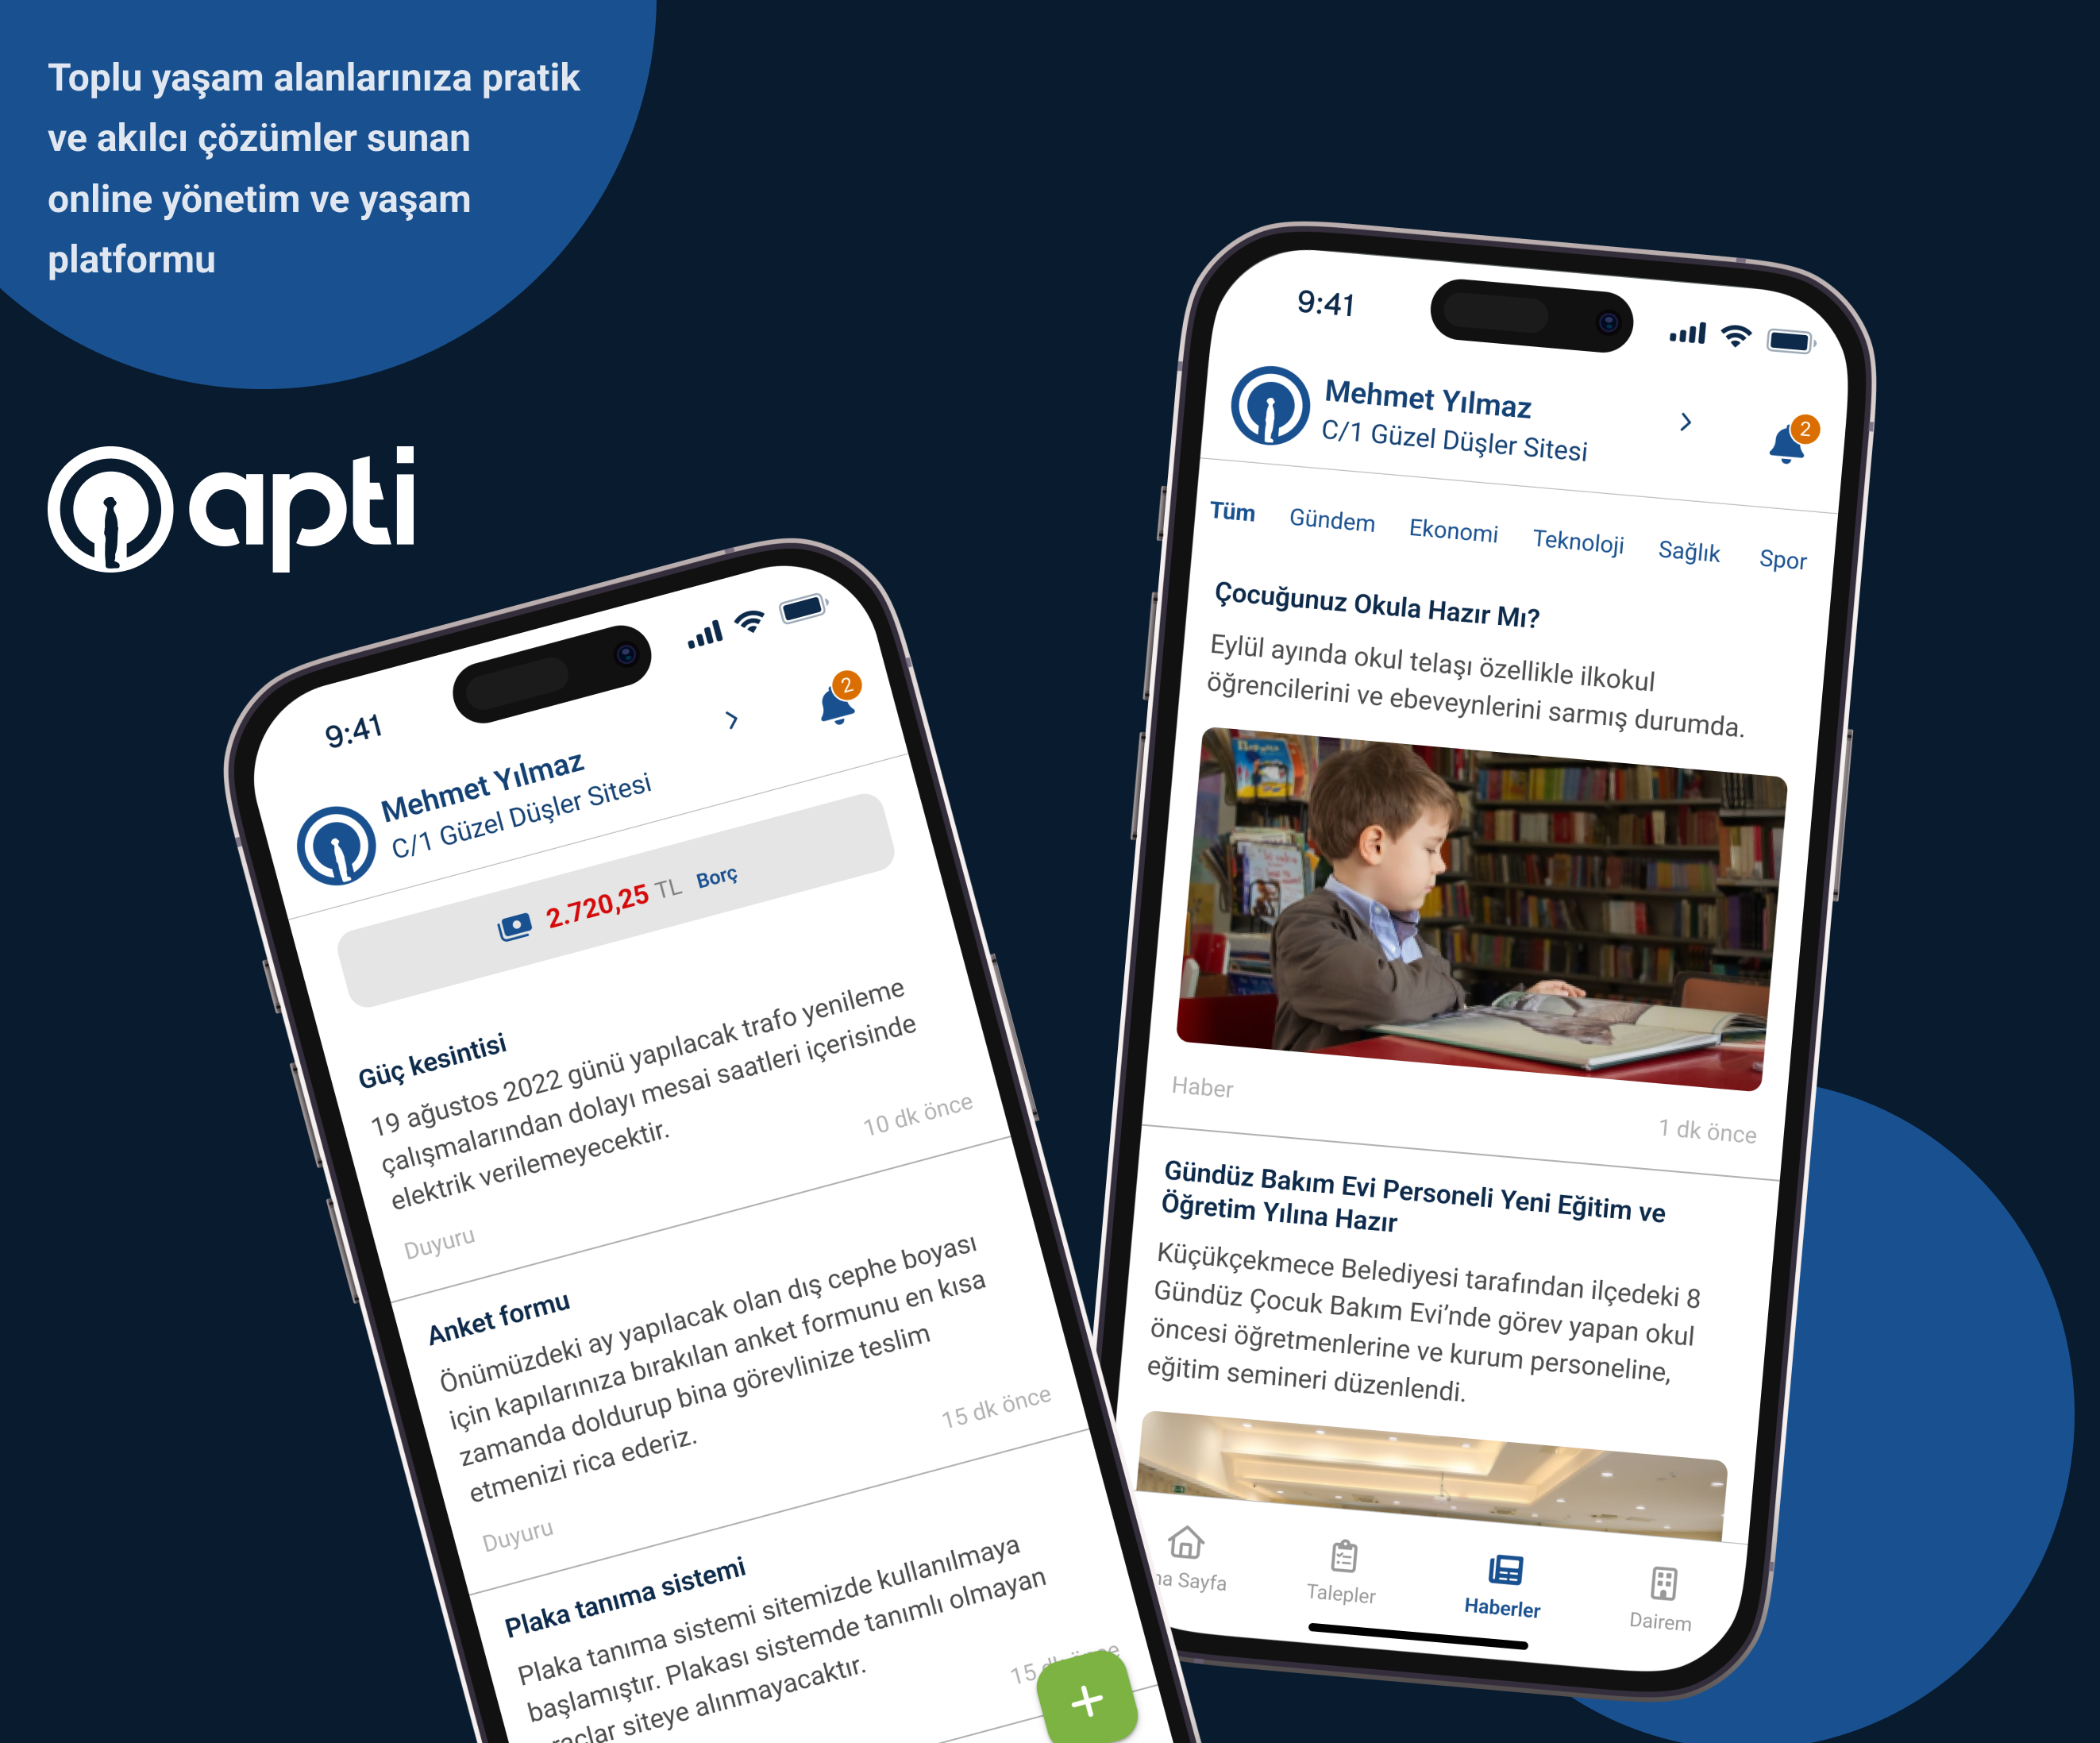 Toplu yaşam alanlarınıza pratik
ve akılcı çözümler sunan
online yönetim ve yaşam
platformu
apti
9:41
Mehmet Yılmaz
C/1 Güzel Düşler Sitesi
2
2.720,25 TL Borç
Güç kesintisi
19 ağustos 2022 günü yapılacak trafo yenileme
çalışmalarından dolayı mesai saatleri içerisinde
elektrik verilemeyecektir.
10 dk önce
Duyuru
Anket formu
Önümüzdeki ay yapılacak olan dış cephe boyası
için kapılarınıza bırakılan anket formunu en kısa
zamanda doldurup bina görevlinize teslim
etmenizi rica ederiz.
15 dk önce
Duyuru
Plaka tanıma sistemi
Plaka tanıma sistemi sitemizde kullanılmaya
başlamıştır. Plakası sistemde tanımlı olmayan
siteye alınmayacaktır.
15
9:41
Mehmet Yılmaz
C/1 Güzel Düşler Sitesi
2
Tüm Gündem Ekonomi Teknoloji Sağlık Spor
Çocuğunuz Okula Hazır Mı?
Eylül ayında okul telaşı özellikle ilkokul
öğrencilerini ve ebeveynlerini sarmış durumda.
Haber
1 dk önce
Gündüz Bakım Evi Personeli Yeni Eğitim ve
Öğretim Yılına Hazır
Küçükçekmece Belediyesi tarafından ilçedeki 8
Gündüz Çocuk Bakım Evi’nde görev yapan okul
öncesi öğretmenlerine ve kurum personeline,
eğitim semineri düzenlendi.
Sayfa
Talepler
Haberler
Dairem